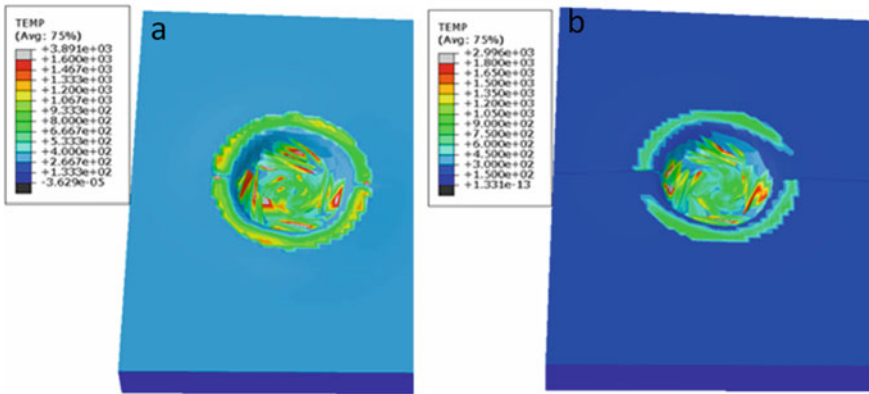 a
TEMP
(Avg: 75%)
+3.891e+03
+1.600e+03
+1.467e+03
+1.333e+03
+1.200e+03
+1.067e+03
+9.333e+02
+8.000e+02
+6.667e+02
+5.333e+02
+4.000e+02
+2.667e+02
+1.333e+02
-3.629e-05
b
TEMP
(Avg: 75%)
+2.996e+03
+1.800e+03
+1.650e+03
+1.500e+03
+1.350e+03
+1.200e+03
+1.050e+03
+9.000e+02
+7.500e+02
+6.000e+02
+4.500e+02
+3.000e+02
+1.500e+02
+1.331e-13